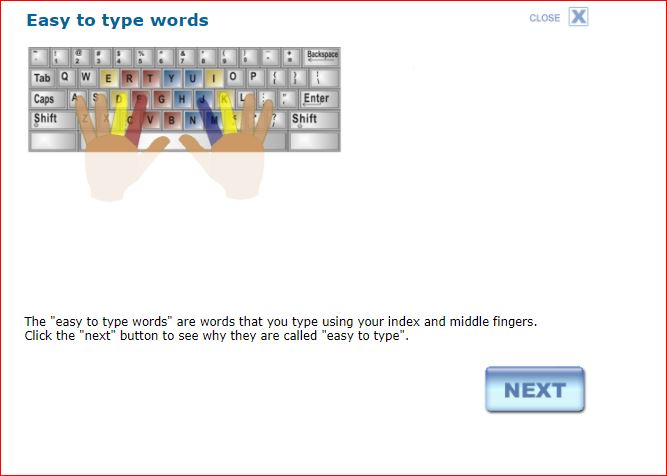 Easy to type words
CLOSE X
~ ! @ # $ % ^ & * Backspace
` 1 2 3 4 5 6 7 8 9 0 - =
Tab Q W E R T Y U I O P { } |
Caps A S D F G H J K L : " Enter
Shift Z X C V B N M ? Shift
The "easy to type words" are words that you type using your index and middle fingers.
Click the "next" button to see why they are called "easy to type".
NEXT